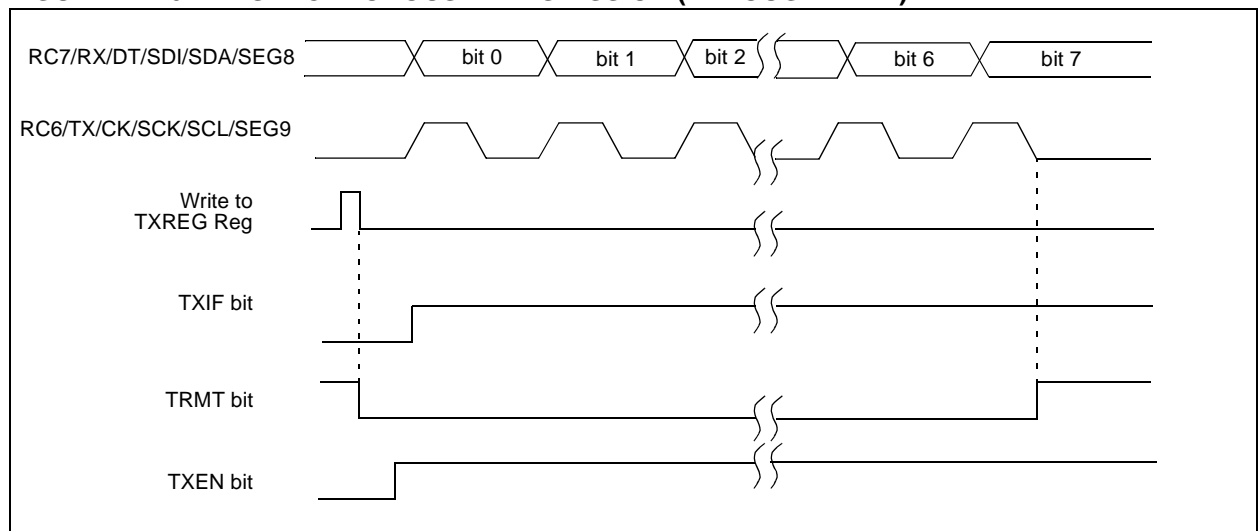 RC7/RX/DT/SDI/SDA/SEG8
bit 0
bit 1
bit 2
bit 6
bit 7
RC6/TX/CK/SCK/SCL/SEG9
Write to
TXREG Reg
TXIF bit
TRMT bit
TXEN bit